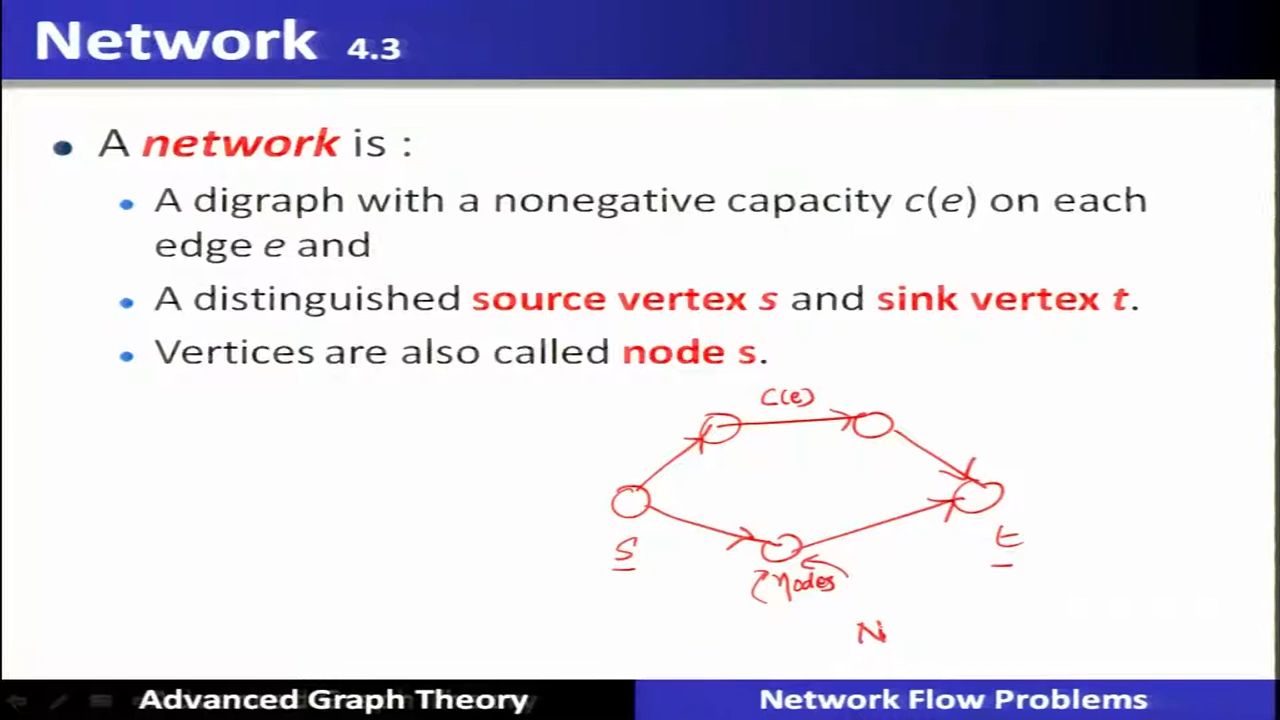 Network 4.3
A network is :
A digraph with a nonegative capacity c(e) on each
edge e and
A distinguished source vertex s and sink vertex t.
Vertices are also called node s.
C(e)
s
t
nodes
N
Advanced Graph Theory
Network Flow Problems